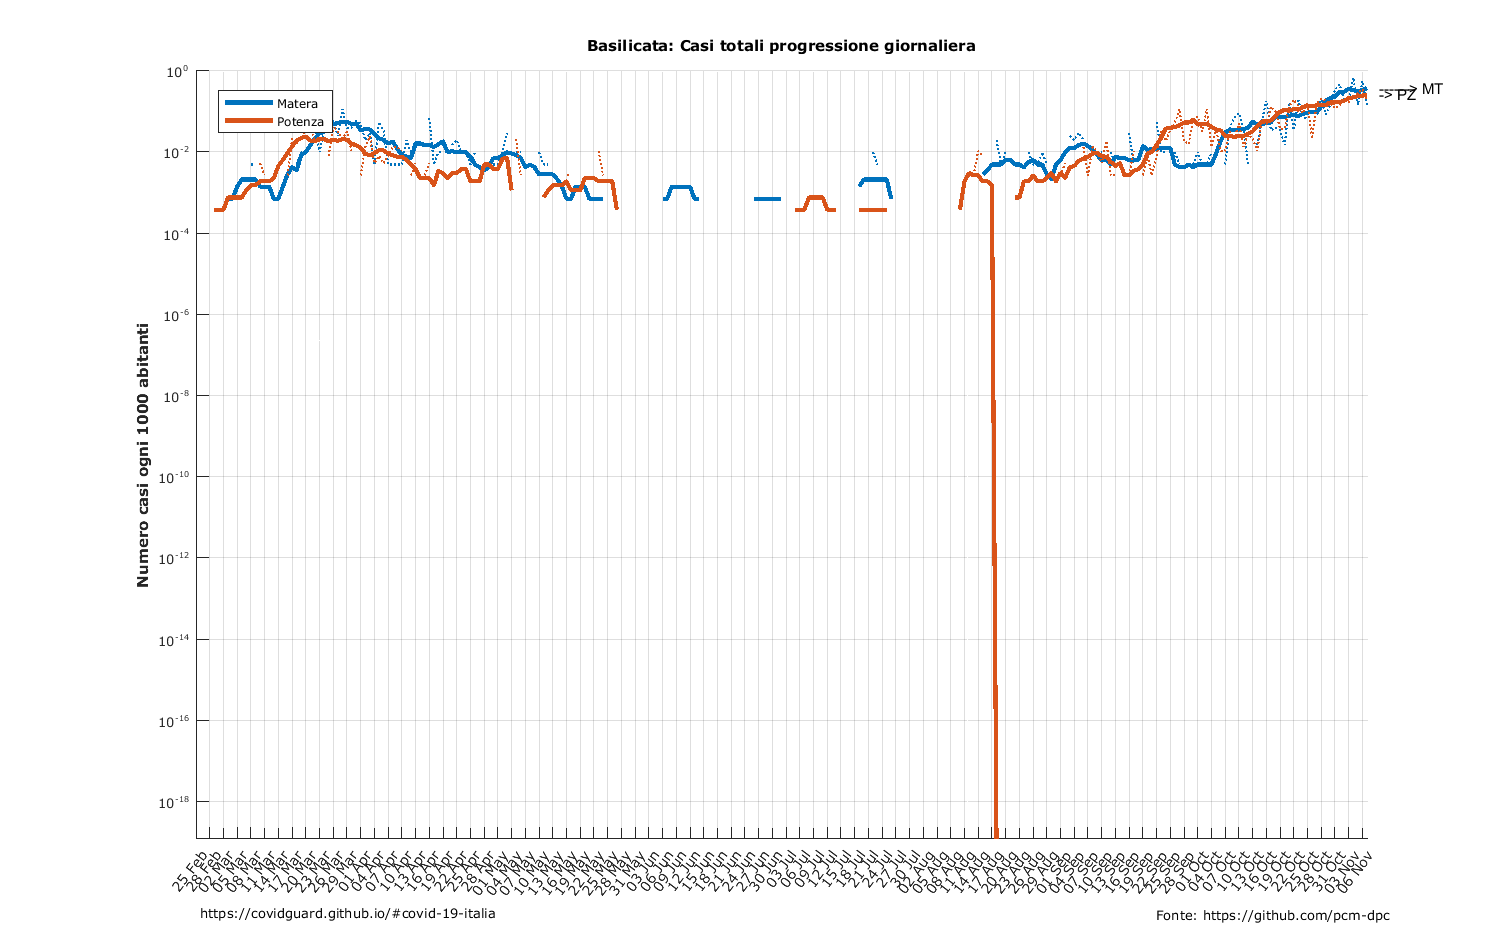 Basilicata: Casi totali progressione giornaliera
10^0
10^-2
10^-4
10^-6
10^-8
10^-10
10^-12
10^-14
10^-16
10^-18
Numero casi ogni 1000 abitanti
Matera
Potenza
MT
-> PZ
25 Feb
28 Feb
02 Mar
05 Mar
08 Mar
11 Mar
14 Mar
17 Mar
20 Mar
23 Mar
26 Mar
29 Mar
01 Apr
04 Apr
07 Apr
10 Apr
13 Apr
16 Apr
19 Apr
22 Apr
25 Apr
28 Apr
01 May
04 May
07 May
10 May
13 May
16 May
19 May
22 May
25 May
28 May
31 May
03 Jun
06 Jun
09 Jun
12 Jun
15 Jun
18 Jun
21 Jun
24 Jun
27 Jun
30 Jun
03 Jul
06 Jul
09 Jul
12 Jul
15 Jul
18 Jul
21 Jul
24 Jul
27 Jul
30 Jul
02 Aug
05 Aug
08 Aug
11 Aug
14 Aug
17 Aug
20 Aug
23 Aug
26 Aug
29 Aug
01 Sep
04 Sep
07 Sep
10 Sep
13 Sep
16 Sep
19 Sep
22 Sep
25 Sep
28 Sep
01 Oct
04 Oct
07 Oct
10 Oct
13 Oct
16 Oct
19 Oct
22 Oct
25 Oct
28 Oct
31 Oct
03 Nov
06 Nov
https://covidguard.github.io/#covid-19-italia
Fonte: https://github.com/pcm-dpc